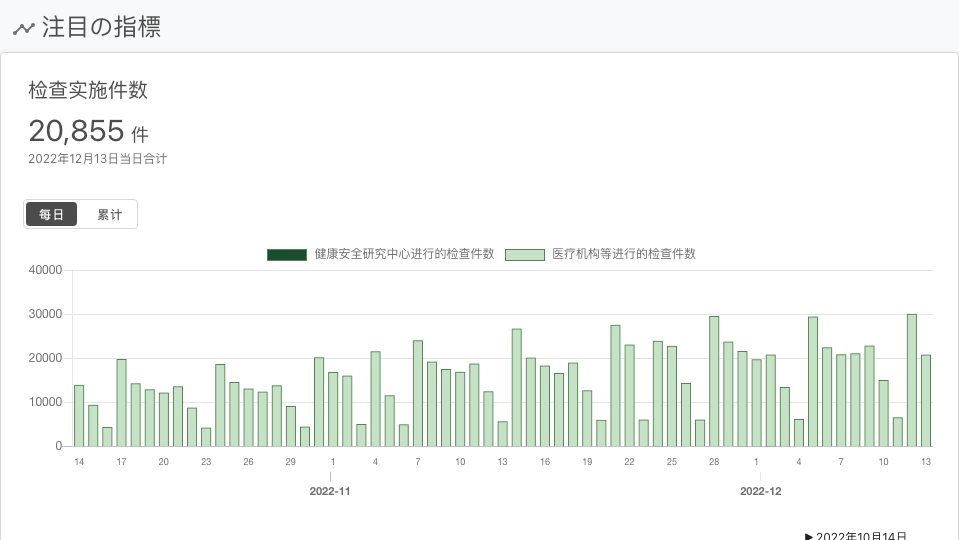 注目の指標
检查实施件数
20,855 件
2022年12月13日当日合计
每日 累计
健康安全研究中心进行的检查件数 医疗机构等进行的检查件数
40000
30000
20000
10000
0
14 17 20 23 26 29 1 4 7 10 13 16 19 22 25 28 1 4 7 10 13
2022-11 2022-12
▶ 2022年10月14日